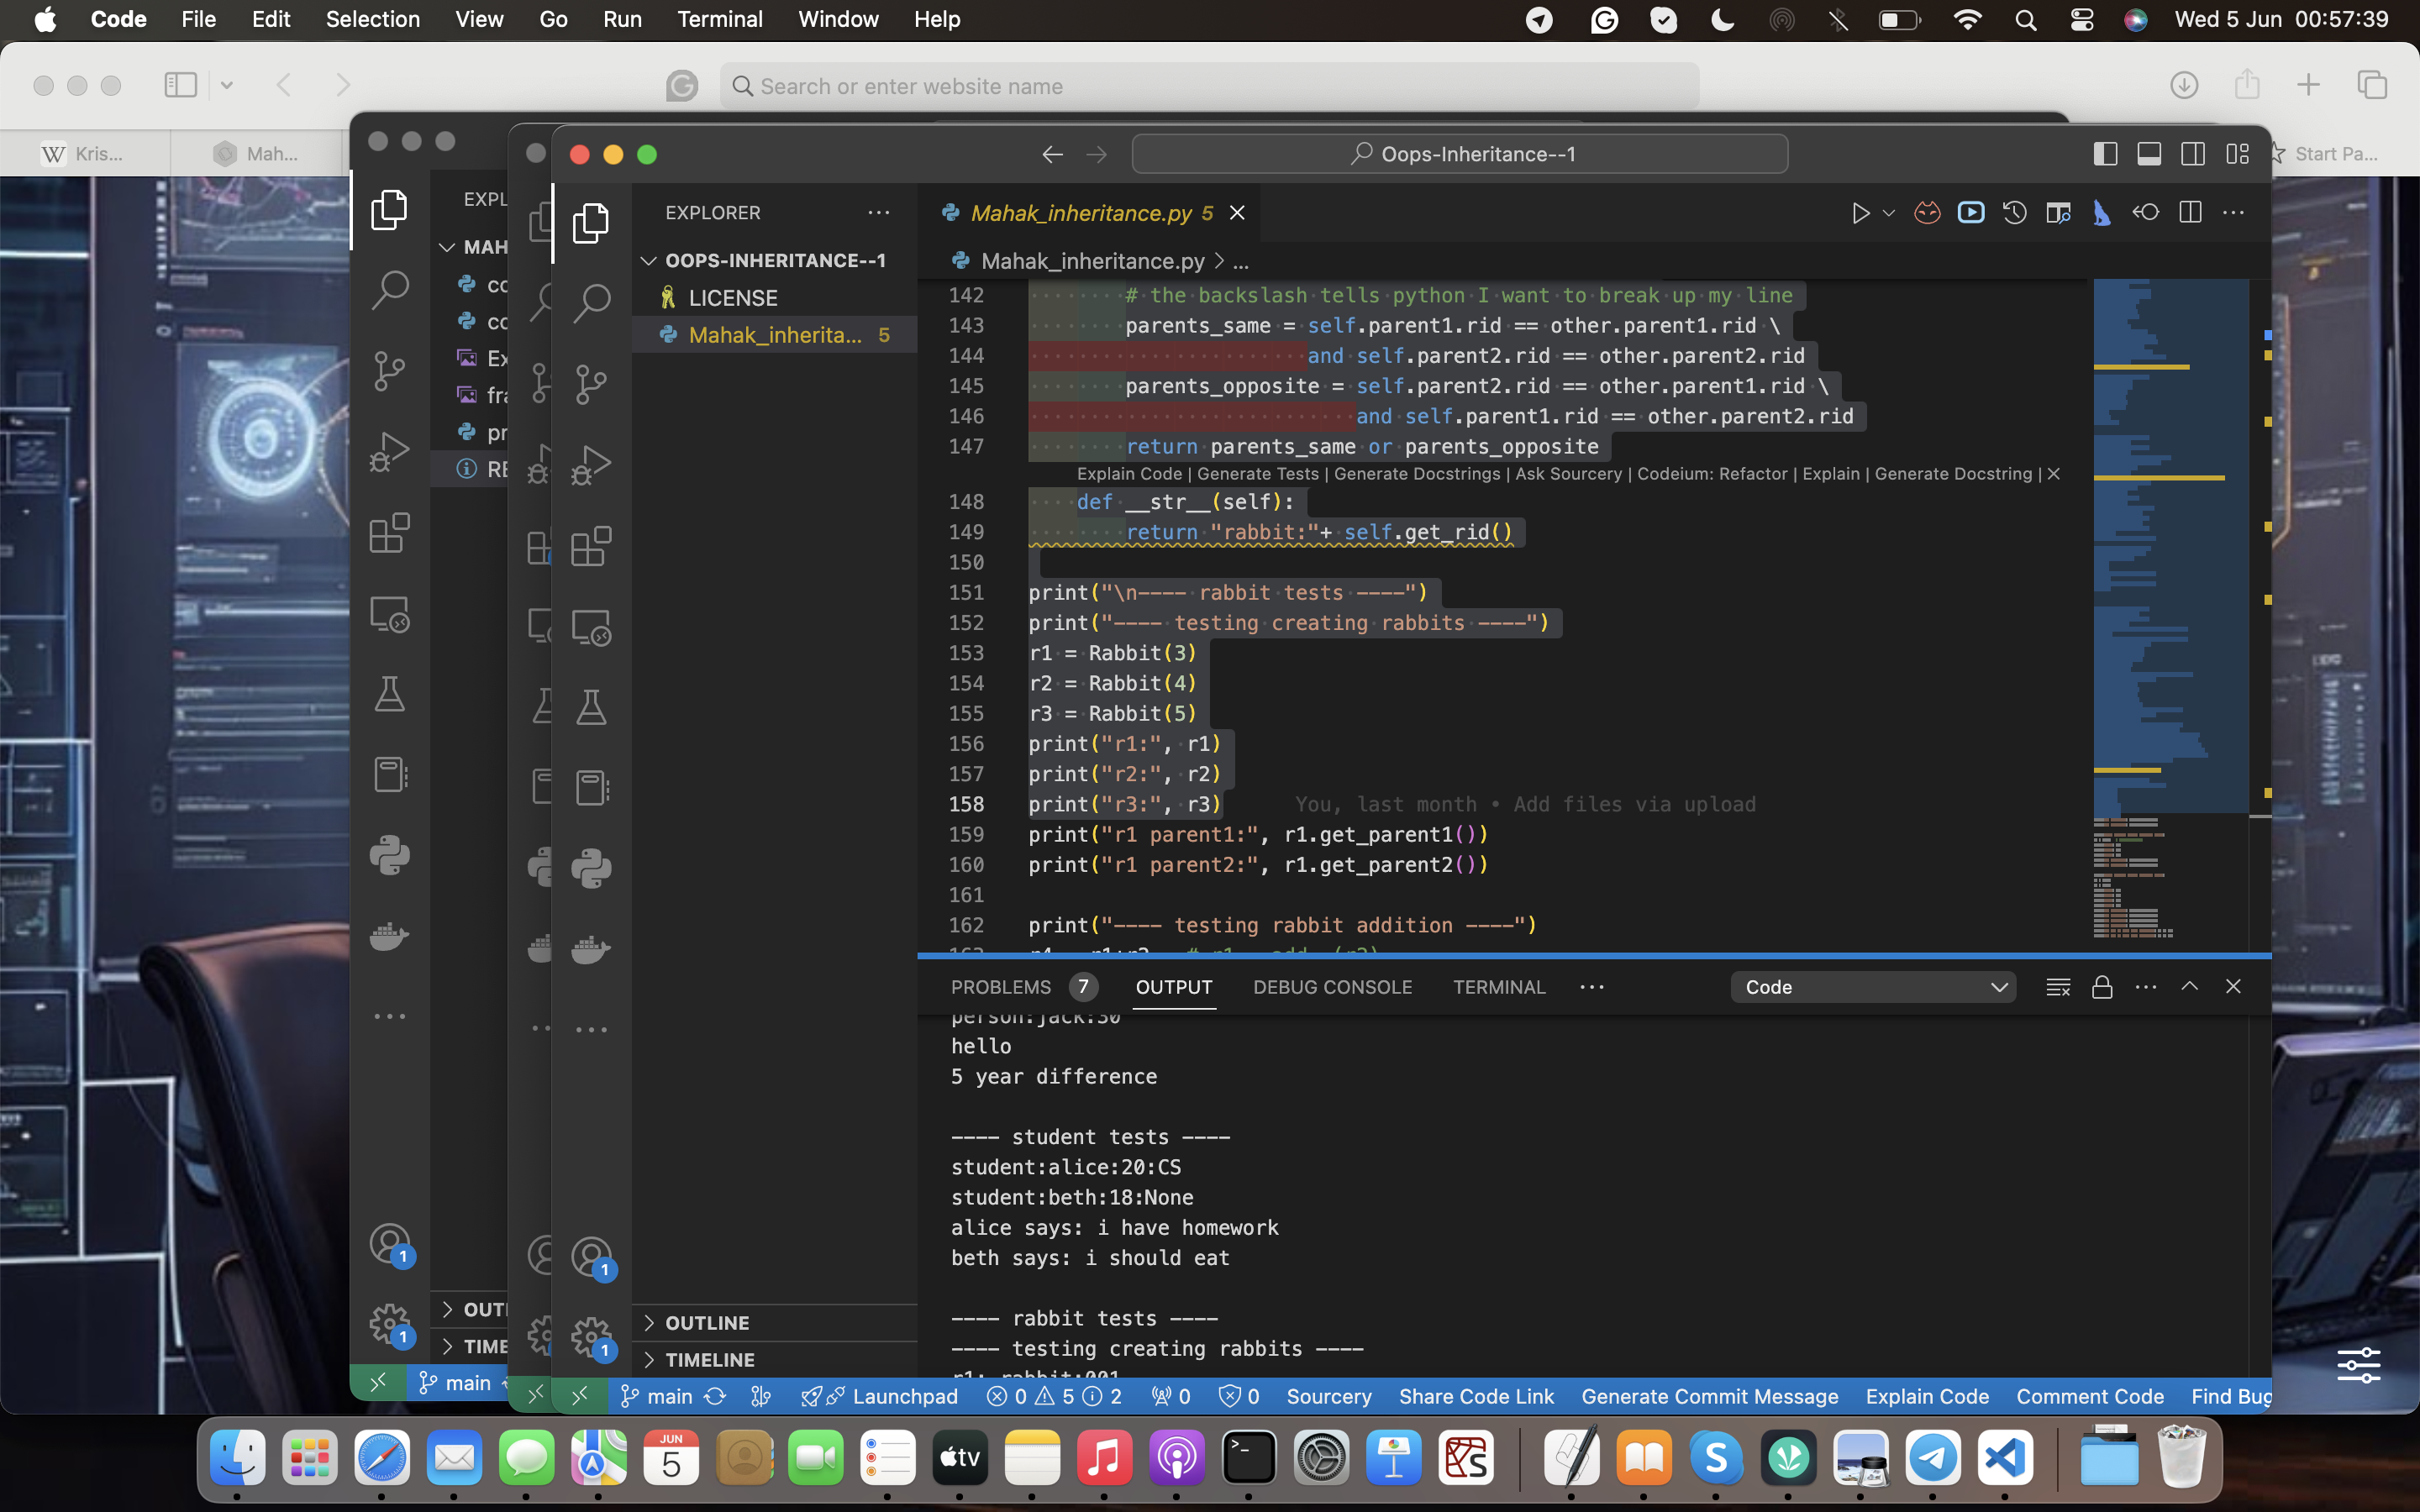 Code File Edit Selection View Go Run Terminal Window Help Wed 5 Jun 00:57:39
Search or enter website name
Kris... Mah... Start Pa...
Oops-Inheritance--1
EXPL
MAH
EXPLORER
OOPS-INHERITANCE--1
LICENSE
Mahak_inherita... 5
Mahak_inheritance.py 5
Mahak_inheritance.py > ...
142 # the backslash tells python I want to break up my line
143 parents_same = self.parent1.rid == other.parent1.rid \
144 and self.parent2.rid == other.parent2.rid
145 parents_opposite = self.parent2.rid == other.parent1.rid \
146 and self.parent1.rid == other.parent2.rid
147 return parents_same or parents_opposite
Explain Code | Generate Tests | Generate Docstrings | Ask Sourcery | Codeium: Refactor | Explain | Generate Docstring | ✕
148 def __str__(self):
149 return "rabbit:"+ self.get_rid()
150
151 print("\n---- rabbit tests ----")
152 print("---- testing creating rabbits ----")
153 r1 = Rabbit(3)
154 r2 = Rabbit(4)
155 r3 = Rabbit(5)
156 print("r1:", r1)
157 print("r2:", r2)
158 print("r3:", r3) You, last month • Add files via upload
159 print("r1 parent1:", r1.get_parent1())
160 print("r1 parent2:", r1.get_parent2())
161
162 print("---- testing rabbit addition ----")
PROBLEMS 7 OUTPUT DEBUG CONSOLE TERMINAL Code
person:jack:30
hello
5 year difference
---- student tests ----
student:alice:20:CS
student:beth:18:None
alice says: i have homework
beth says: i should eat
---- rabbit tests ----
---- testing creating rabbits ----
r1: rabbit:001
OUTLINE
TIMELINE
main
main Launchpad 0 5 2 0 0 Sourcery Share Code Link Generate Commit Message Explain Code Comment Code Find Bug
JUN
5
tv